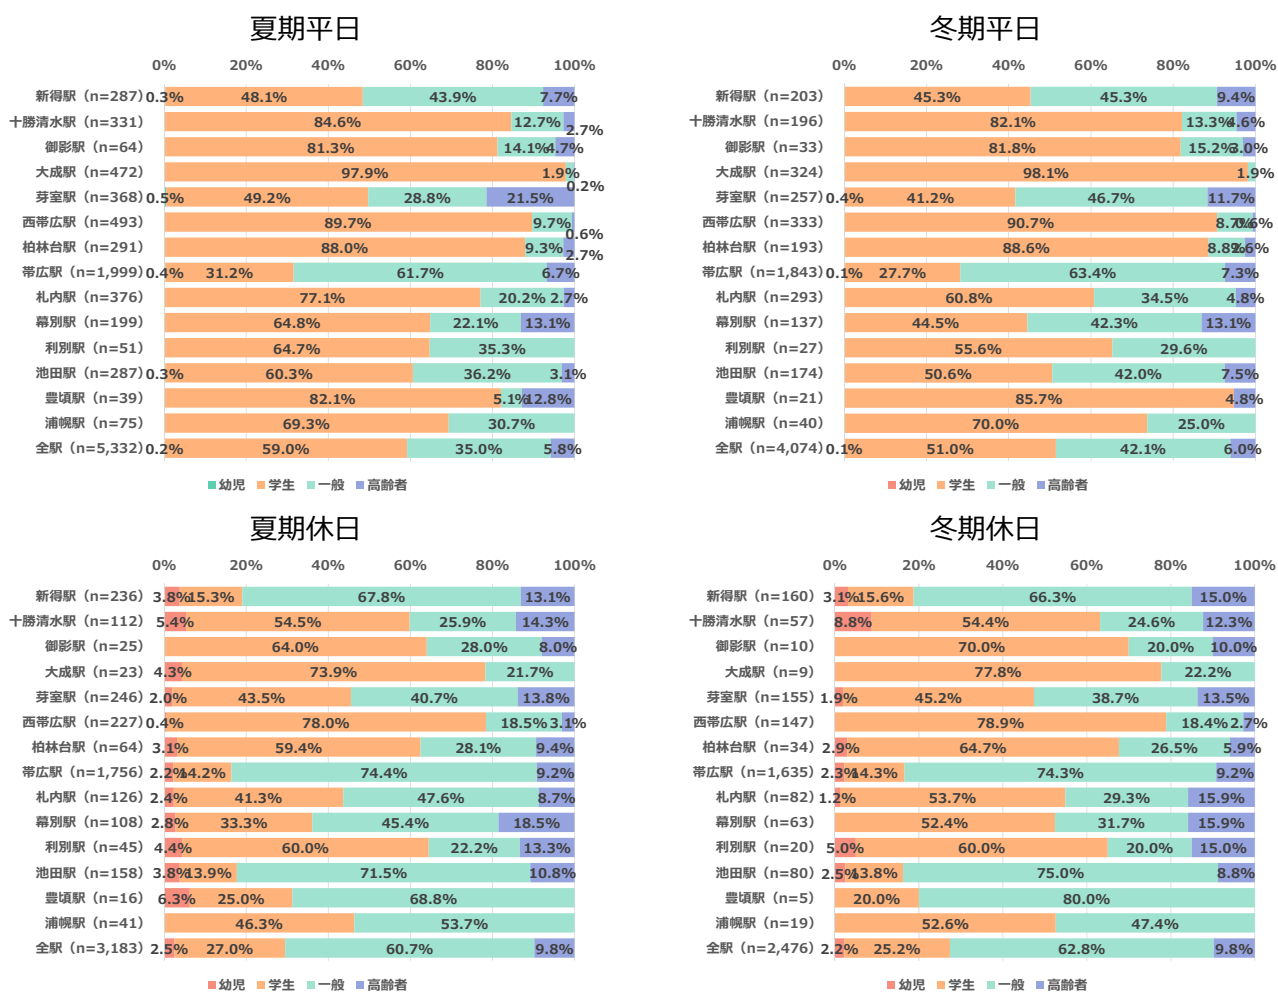 夏期平日
0% 20% 40% 60% 80% 100%
新得駅（n=287） 0.3% 48.1% 43.9% 7.7%
十勝清水駅（n=331） 84.6% 12.7% 2.7%
御影駅（n=64） 81.3% 14.1% 4.7%
大成駅（n=472） 97.9% 1.9% 0.2%
芽室駅（n=368） 0.5% 49.2% 28.8% 21.5%
西帯広駅（n=493） 89.7% 9.7% 0.6%
柏林台駅（n=291） 88.0% 9.3% 2.7%
帯広駅（n=1,999） 0.4% 31.2% 61.7% 6.7%
札内駅（n=376） 77.1% 20.2% 2.7%
幕別駅（n=199） 64.8% 22.1% 13.1%
利別駅（n=51） 64.7% 35.3%
池田駅（n=287） 0.3% 60.3% 36.2% 3.1%
豊頃駅（n=39） 82.1% 5.1% 12.8%
浦幌駅（n=75） 69.3% 30.7%
全駅（n=5,332） 0.2% 59.0% 35.0% 5.8%
幼児 学生 一般 高齢者
冬期平日
0% 20% 40% 60% 80% 100%
新得駅（n=203） 45.3% 45.3% 9.4%
十勝清水駅（n=196） 82.1% 13.3% 4.6%
御影駅（n=33） 81.8% 15.2% 3.0%
大成駅（n=324） 98.1% 1.9%
芽室駅（n=257） 0.4% 41.2% 46.7% 11.7%
西帯広駅（n=333） 90.7% 8.7% 0.6%
柏林台駅（n=193） 88.6% 8.8% 2.6%
帯広駅（n=1,843） 0.1% 27.7% 63.4% 7.3%
札内駅（n=293） 60.8% 34.5% 4.8%
幕別駅（n=137） 44.5% 42.3% 13.1%
利別駅（n=27） 55.6% 29.6%
池田駅（n=174） 50.6% 42.0% 7.5%
豊頃駅（n=21） 85.7% 4.8%
浦幌駅（n=40） 70.0% 25.0%
全駅（n=4,074） 0.1% 51.0% 42.1% 6.0%
幼児 学生 一般 高齢者
夏期休日
0% 20% 40% 60% 80% 100%
新得駅（n=236） 3.8% 15.3% 67.8% 13.1%
十勝清水駅（n=112） 5.4% 54.5% 25.9% 14.3%
御影駅（n=25） 64.0% 28.0% 8.0%
大成駅（n=23） 4.3% 73.9% 21.7%
芽室駅（n=246） 2.0% 43.5% 40.7% 13.8%
西帯広駅（n=227） 0.4% 78.0% 18.5% 3.1%
柏林台駅（n=64） 3.1% 59.4% 28.1% 9.4%
帯広駅（n=1,756） 2.2% 14.2% 74.4% 9.2%
札内駅（n=126） 2.4% 41.3% 47.6% 8.7%
幕別駅（n=108） 2.8% 33.3% 45.4% 18.5%
利別駅（n=45） 4.4% 60.0% 22.2% 13.3%
池田駅（n=158） 3.8% 13.9% 71.5% 10.8%
豊頃駅（n=16） 6.3% 25.0% 68.8%
浦幌駅（n=41） 46.3% 53.7%
全駅（n=3,183） 2.5% 27.0% 60.7% 9.8%
幼児 学生 一般 高齢者
冬期休日
0% 20% 40% 60% 80% 100%
新得駅（n=160） 3.1% 15.6% 66.3% 15.0%
十勝清水駅（n=57） 8.8% 54.4% 24.6% 12.3%
御影駅（n=10） 70.0% 20.0% 10.0%
大成駅（n=9） 77.8% 22.2%
芽室駅（n=155） 1.9% 45.2% 38.7% 13.5%
西帯広駅（n=147） 78.9% 18.4% 2.7%
柏林台駅（n=34） 2.9% 64.7% 26.5% 5.9%
帯広駅（n=1,635） 2.3% 14.3% 74.3% 9.2%
札内駅（n=82） 1.2% 53.7% 29.3% 15.9%
幕別駅（n=63） 52.4% 31.7% 15.9%
利別駅（n=20） 5.0% 60.0% 20.0% 15.0%
池田駅（n=80） 2.5% 13.8% 75.0% 8.8%
豊頃駅（n=5） 20.0% 80.0%
浦幌駅（n=19） 52.6% 47.4%
全駅（n=2,476） 2.2% 25.2% 62.8% 9.8%
幼児 学生 一般 高齢者